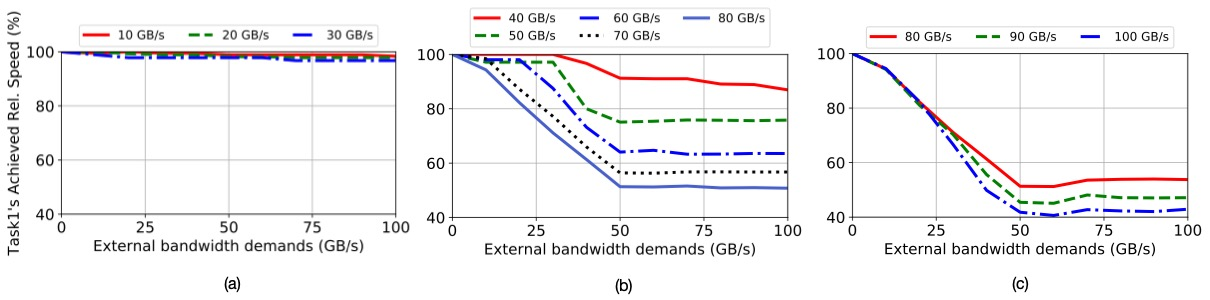 Task1's Achieved Rel. Speed (%)
10 GB/s 20 GB/s 30 GB/s
100
80
60
40
0 25 50 75 100
External bandwidth demands (GB/s)
(a)
40 GB/s 60 GB/s 80 GB/s
50 GB/s 70 GB/s
100
80
60
40
0 25 50 75 100
External bandwidth demands (GB/s)
(b)
80 GB/s 90 GB/s 100 GB/s
100
80
60
40
0 25 50 75 100
External bandwidth demands (GB/s)
(c)